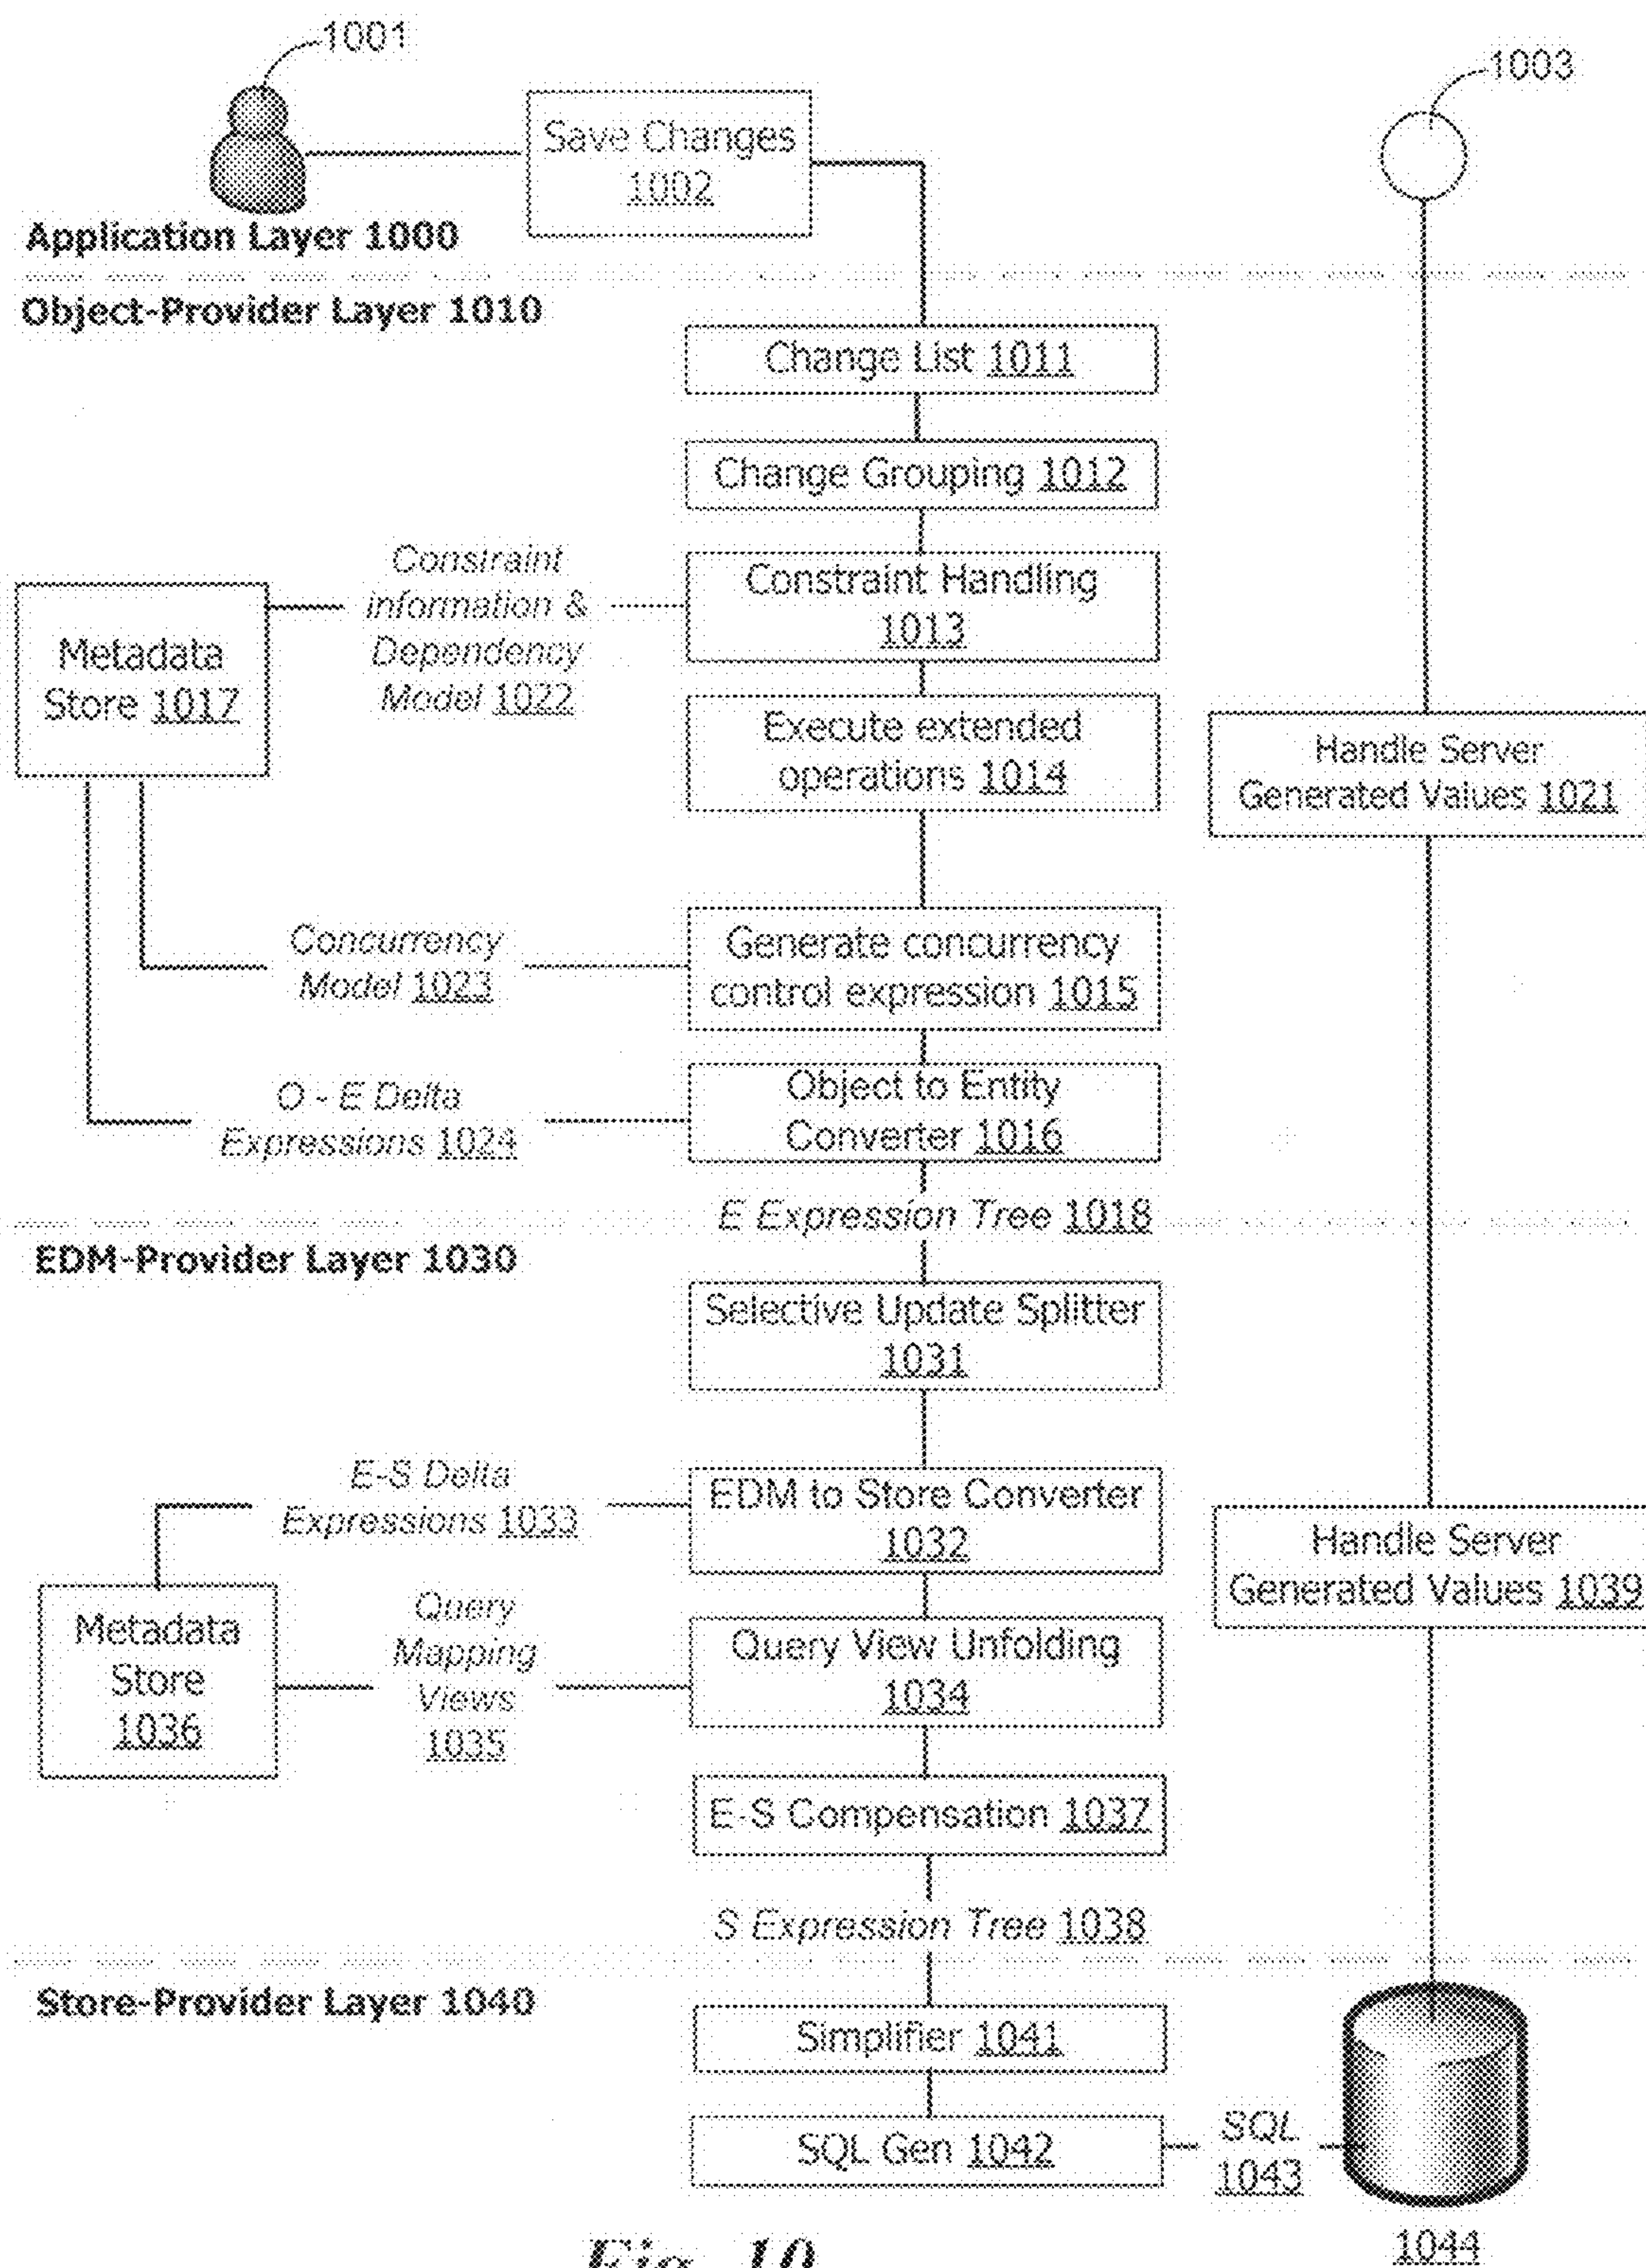 1001
1003
Save Changes
1002
Application Layer 1000
Object-Provider Layer 1010
Change List 1011
Change Grouping 1012
Constraint
information &
Dependency
Model 1022
Constraint Handling
1013
Metadata
Store 1017
Execute extended
operations 1014
Handle Server
Generated Values 1021
Concurrency
Model 1023
Generate concurrency
control expression 1015
O - E Delta
Expressions 1024
Object to Entity
Converter 1016
E Expression Tree 1018
EDM-Provider Layer 1030
Selective Update Splitter
1031
E-S Delta
Expressions 1033
EDM to Store Converter
1032
Handle Server
Generated Values 1039
Metadata
Store
1036
Query
Mapping
Views
1035
Query View Unfolding
1034
E-S Compensation 1037
S Expression Tree 1038
Store-Provider Layer 1040
Simplifier 1041
SQL Gen 1042
SQL
1043
1044
Fig. 10